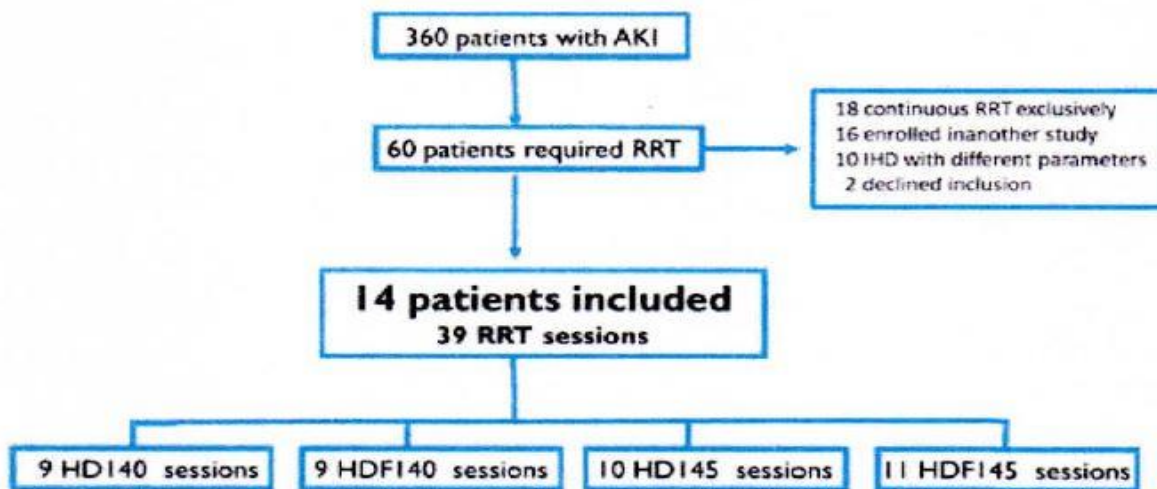 360 patients with AKI
60 patients required RRT
18 continuous RRT exclusively
16 enrolled inanother study
10 IHD with different parameters
2 declined inclusion
14 patients included
39 RRT sessions
9 HD140 sessions
9 HDF140 sessions
10 HD145 sessions
11 HDF145 sessions